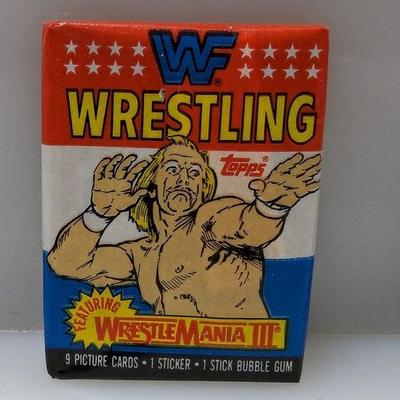 WF
WRESTLING
topps®
FEATURING
WRESTLEMANIA III®
9 PICTURE CARDS • 1 STICKER • 1 STICK BUBBLE GUM